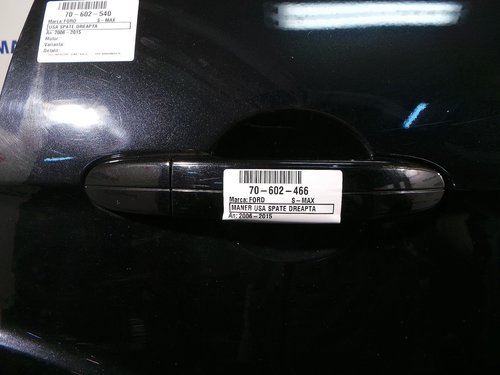 70-602-540
Marca: FORD S-MAX
USA SPATE DREAPTA
An: 2006 - 2015
Motor:
Varianta:
Detalii:
70-602-466
Marca: FORD S-MAX
MANER USA SPATE DREAPTA
An: 2006-2015